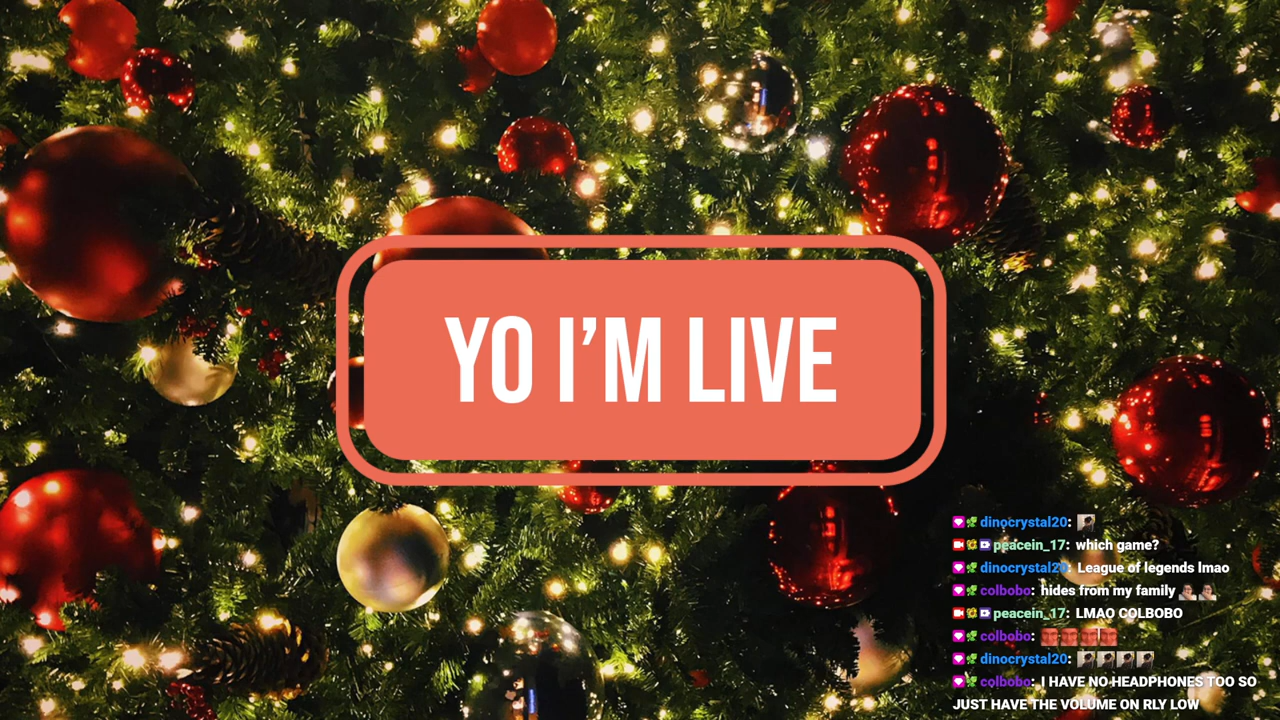 YO I’M LIVE
dinocrystal20:
peacein_17: which game?
dinocrystal20: League of legends lmao
colbobo: hides from my family
peacein_17: LMAO COLBOBO
colbobo:
dinocrystal20:
colbobo: I HAVE NO HEADPHONES TOO SO
JUST HAVE THE VOLUME ON RLY LOW